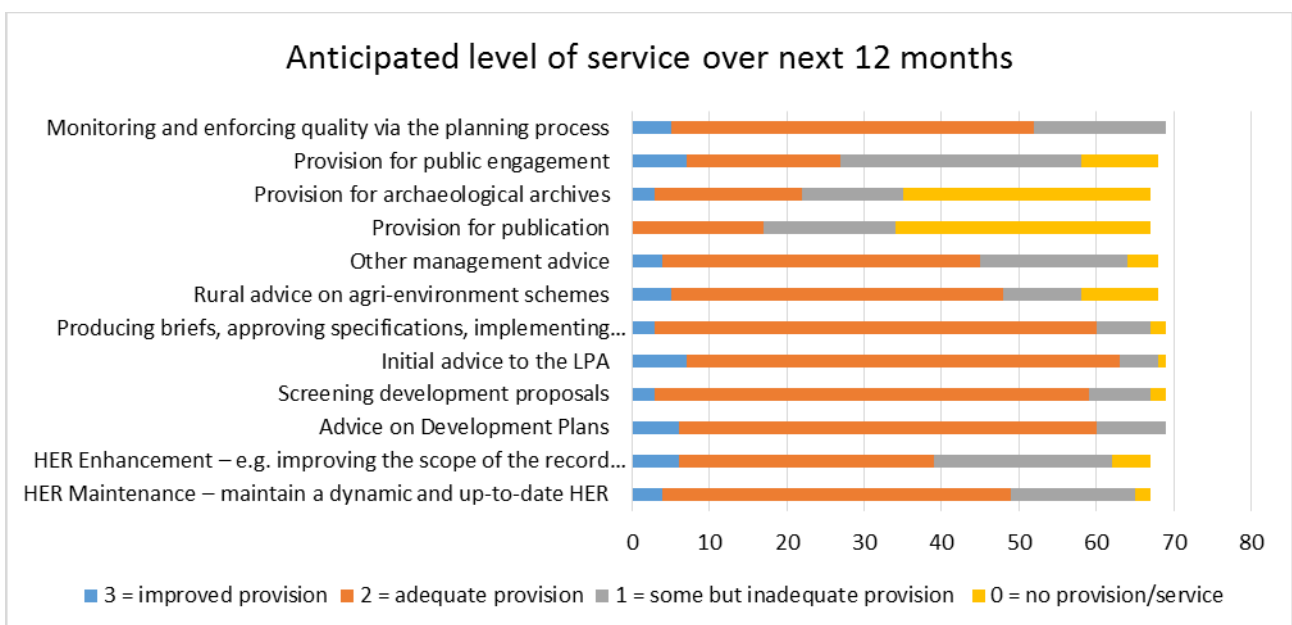 Anticipated level of service over next 12 months
Monitoring and enforcing quality via the planning process
Provision for public engagement
Provision for archaeological archives
Provision for publication
Other management advice
Rural advice on agri-environment schemes
Producing briefs, approving specifications, implementing...
Initial advice to the LPA
Screening development proposals
Advice on Development Plans
HER Enhancement – e.g. improving the scope of the record...
HER Maintenance – maintain a dynamic and up-to-date HER
0 10 20 30 40 50 60 70 80
3 = improved provision 2 = adequate provision 1 = some but inadequate provision 0 = no provision/service